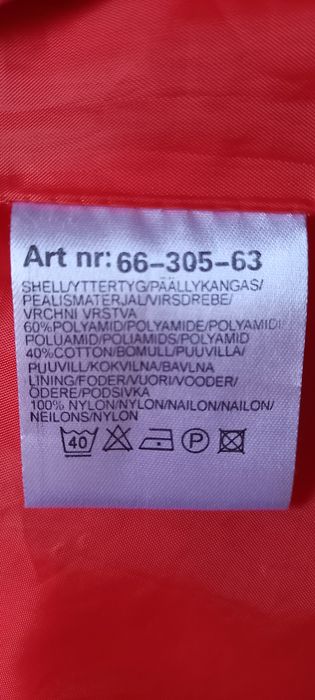 Art nr: 66-305-63
SHELL/YTTERTYG/PÄÄLLYKANGAS/
PEALISMATERJAL/VIRSDREBE/
VRCHNI VRSTVA
60% POLYAMID/POLYAMIDE/POLYAMIDI
POLUAMID/POLIAMIDS/POLYAMID
40% COTTON/BOMULL/PUUVILLA/
PUUVILL/KOKVILNA/BAVLNA
LINING/FODER/VUORI/VOODER/
ODERE/PODSIVKA
100% NYLON/NYLON/NAILON/NAILON/
NEILONS/NYLON
40 P